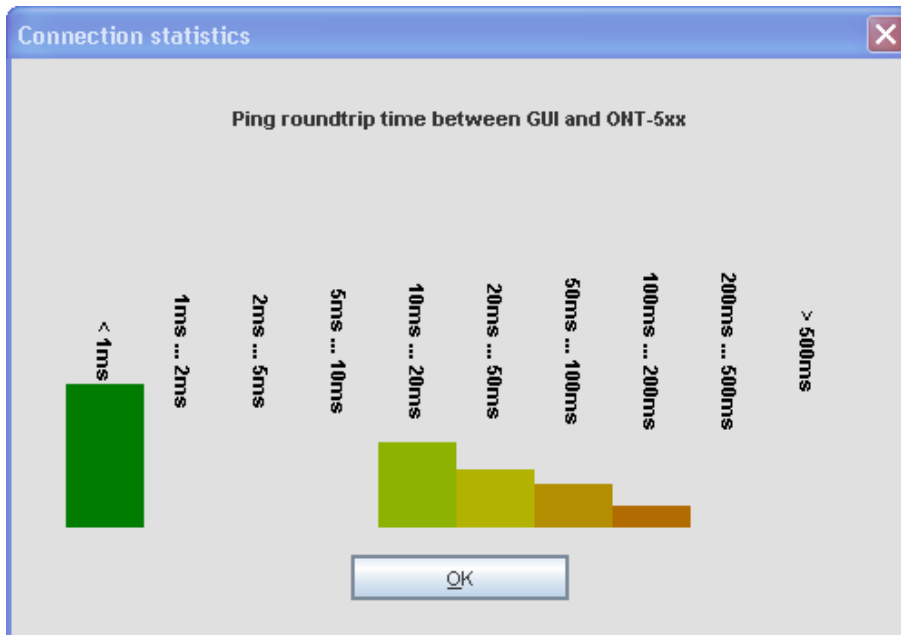 Connection statistics
Ping roundtrip time between GUI and ONT-5xx
< 1ms
1ms ... 2ms
2ms ... 5ms
5ms ... 10ms
10ms ... 20ms
20ms ... 50ms
50ms ... 100ms
100ms ... 200ms
200ms ... 500ms
> 500ms
OK